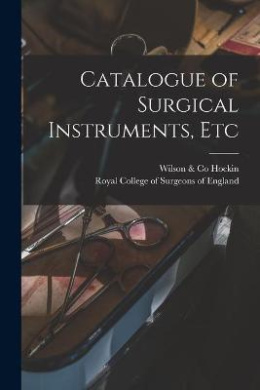 Catalogue of
Surgical
Instruments, Etc
Wilson & Co Hockin
Royal College of Surgeons of England